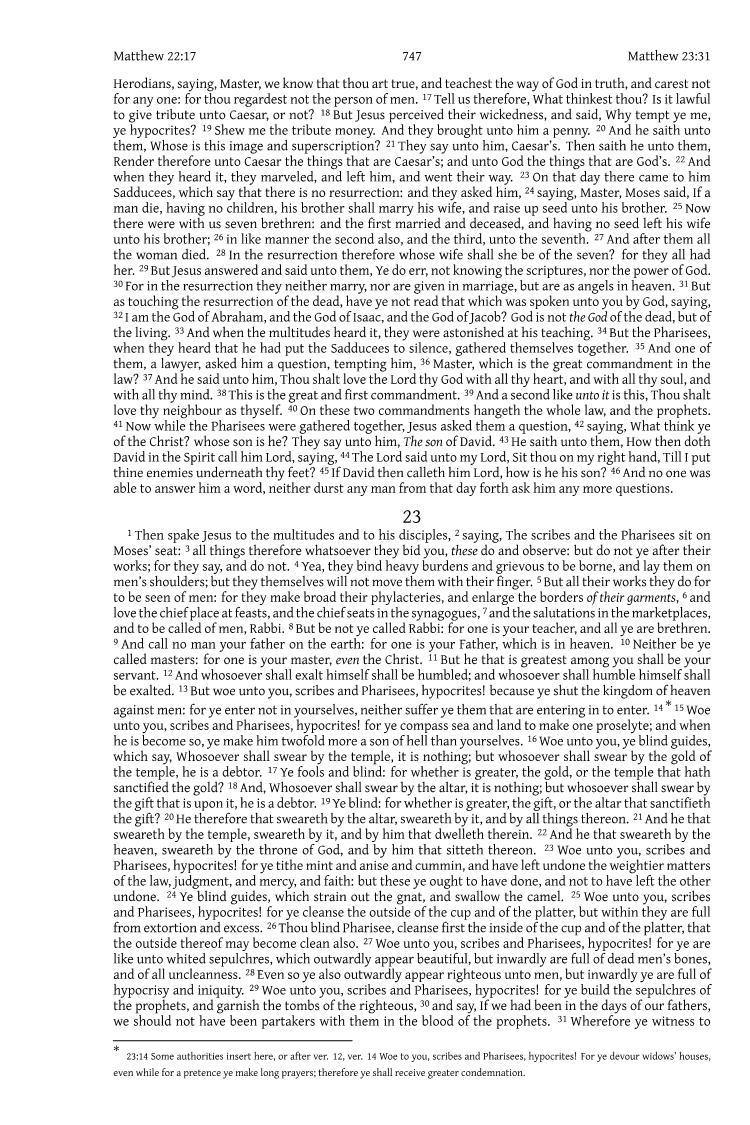 Matthew 22:17 747 Matthew 23:31
Herodians, saying, Master, we know that thou art true, and teachest the way of God in truth, and carest not
for any one: for thou regardest not the person of men. 17 Tell us therefore, What thinkest thou? Is it lawful
to give tribute unto Caesar, or not? 18 But Jesus perceived their wickedness, and said, Why tempt ye me,
ye hypocrites? 19 Shew me the tribute money. And they brought unto him a penny. 20 And he saith unto
them, Whose is this image and superscription? 21 They say unto him, Caesar's. Then saith he unto them,
Render therefore unto Caesar the things that are Caesar's; and unto God the things that are God's. 22 And
when they heard it, they marveled, and left him, and went their way. 23 On that day there came to him
Sadducees, which say that there is no resurrection: and they asked him, 24 saying, Master, Moses said, If a
man die, having no children, his brother shall marry his wife, and raise up seed unto his brother. 25 Now
there were with us seven brethren: and the first married and deceased, and having no seed left his wife
unto his brother; 26 in like manner the second also, and the third, unto the seventh. 27 And after them all
the woman died. 28 In the resurrection therefore whose wife shall she be of the seven? for they all had
her. 29 But Jesus answered and said unto them, Ye do err, not knowing the scriptures, nor the power of God.
30 For in the resurrection they neither marry, nor are given in marriage, but are as angels in heaven. 31 But
as touching the resurrection of the dead, have ye not read that which was spoken unto you by God, saying,
32 I am the God of Abraham, and the God of Isaac, and the God of Jacob? God is not the God of the dead, but of
the living. 33 And when the multitudes heard it, they were astonished at his teaching. 34 But the Pharisees,
when they heard that he had put the Sadducees to silence, gathered themselves together. 35 And one of
them, a lawyer, asked him a question, tempting him, 36 Master, which is the great commandment in the
law? 37 And he said unto him, Thou shalt love the Lord thy God with all thy heart, and with all thy soul, and
with all thy mind. 38 This is the great and first commandment. 39 And a second like unto it is this, Thou shalt
love thy neighbour as thyself. 40 On these two commandments hangeth the whole law, and the prophets.
41 Now while the Pharisees were gathered together, Jesus asked them a question, 42 saying, What think ye
of the Christ? whose son is he? They say unto him, The son of David. 43 He saith unto them, How then doth
David in the Spirit call him Lord, saying, 44 The Lord said unto my Lord, Sit thou on my right hand, Till I put
thine enemies underneath thy feet? 45 If David then calleth him Lord, how is he his son? 46 And no one was
able to answer him a word, neither durst any man from that day forth ask him any more questions.
23
1 Then spake Jesus to the multitudes and to his disciples, 2 saying, The scribes and the Pharisees sit on
Moses' seat: 3 all things therefore whatsoever they bid you, these do and observe: but do not ye after their
works; for they say, and do not. 4 Yea, they bind heavy burdens and grievous to be borne, and lay them on
men's shoulders; but they themselves will not move them with their finger. 5 But all their works they do for
to be seen of men: for they make broad their phylacteries, and enlarge the borders of their garments, 6 and
love the chief place at feasts, and the chief seats in the synagogues, 7 and the salutations in the marketplaces,
and to be called of men, Rabbi. 8 But be not ye called Rabbi: for one is your teacher, and all ye are brethren.
9 And call no man your father on the earth: for one is your Father, which is in heaven. 10 Neither be ye
called masters: for one is your master, even the Christ. 11 But he that is greatest among you shall be your
servant. 12 And whosoever shall exalt himself shall be humbled; and whosoever shall humble himself shall
be exalted. 13 But woe unto you, scribes and Pharisees, hypocrites! because ye shut the kingdom of heaven
against men: for ye enter not in yourselves, neither suffer ye them that are entering in to enter. 14 * 15 Woe
unto you, scribes and Pharisees, hypocrites! for ye compass sea and land to make one proselyte; and when
he is become so, ye make him twofold more a son of hell than yourselves. 16 Woe unto you, ye blind guides,
which say, Whosoever shall swear by the temple, it is nothing; but whosoever shall swear by the gold of
the temple, he is a debtor. 17 Ye fools and blind: for whether is greater, the gold, or the temple that hath
sanctified the gold? 18 And, Whosoever shall swear by the altar, it is nothing; but whosoever shall swear by
the gift that is upon it, he is a debtor. 19 Ye blind: for whether is greater, the gift, or the altar that sanctifieth
the gift? 20 He therefore that sweareth by the altar, sweareth by it, and by all things thereon. 21 And he that
sweareth by the temple, sweareth by it, and by him that dwelleth therein. 22 And he that sweareth by the
heaven, sweareth by the throne of God, and by him that sitteth thereon. 23 Woe unto you, scribes and
Pharisees, hypocrites! for ye tithe mint and anise and cummin, and have left undone the weightier matters
of the law, judgment, and mercy, and faith: but these ye ought to have done, and not to have left the other
undone. 24 Ye blind guides, which strain out the gnat, and swallow the camel. 25 Woe unto you, scribes
and Pharisees, hypocrites! for ye cleanse the outside of the cup and of the platter, but within they are full
from extortion and excess. 26 Thou blind Pharisee, cleanse first the inside of the cup and of the platter, that
the outside thereof may become clean also. 27 Woe unto you, scribes and Pharisees, hypocrites! for ye are
like unto whited sepulchres, which outwardly appear beautiful, but inwardly are full of dead men's bones,
and of all uncleanness. 28 Even so ye also outwardly appear righteous unto men, but inwardly ye are full of
hypocrisy and iniquity. 29 Woe unto you, scribes and Pharisees, hypocrites! for ye build the sepulchres of
the prophets, and garnish the tombs of the righteous, 30 and say, If we had been in the days of our fathers,
we should not have been partakers with them in the blood of the prophets. 31 Wherefore ye witness to
* 23:14 Some authorities insert here, or after ver. 12, ver. 14 Woe to you, scribes and Pharisees, hypocrites! For ye devour widows' houses,
even while for a pretence ye make long prayers; therefore ye shall receive greater condemnation.